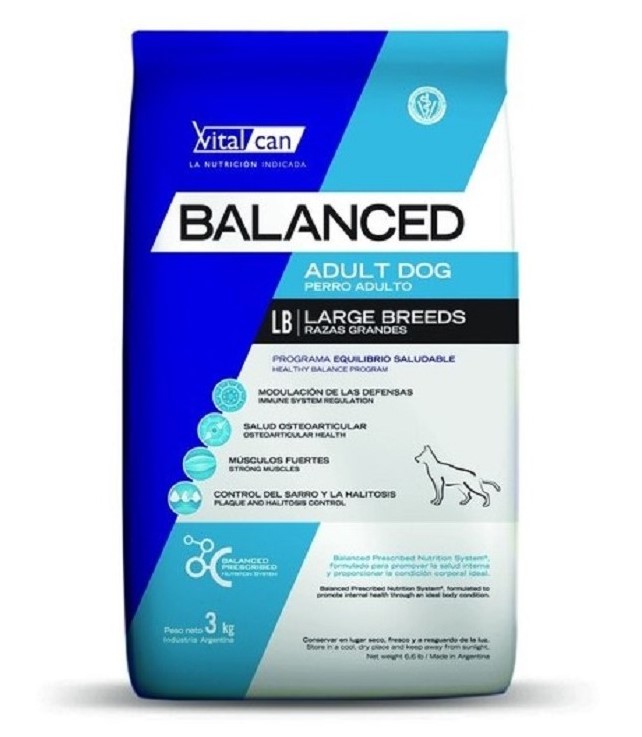 Vital can
LA NUTRICIÓN INDICADA
BALANCED
ADULT DOG
PERRO ADULTO
LB | LARGE BREEDS
RAZAS GRANDES
PROGRAMA EQUILIBRIO SALUDABLE
HEALTHY BALANCE PROGRAM
MODULACIÓN DE LAS DEFENSAS
IMMUNE SYSTEM REGULATION
SALUD OSTEOARTICULAR
OSTEOARTICULAR HEALTH
MÚSCULOS FUERTES
STRONG MUSCLES
CONTROL DEL SARRO Y LA HALITOSIS
PLAQUE AND HALITOSIS CONTROL
BALANCED
PRESCRIBED
NUTRITION SYSTEM
Balanced Prescribed Nutrition System®,
formulado para promover la salud interna
y proporcionar la condición corporal ideal.
Balanced Prescribed Nutrition System®, formulated to
promote internal health through an ideal body condition.
Peso neto 3 kg
Industria Argentina
Conservar en lugar seco, fresco y a resguardo de la luz.
Store in a cool, dry place and keep away from sunlight.
Net weight 6,6 lb / Made in Argentina